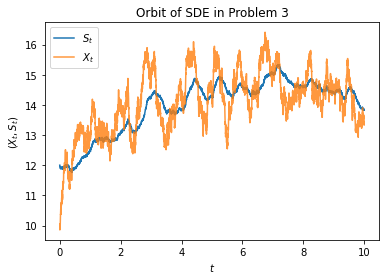 Orbit of SDE in Problem 3
S_t
X_t
16
15
14
13
12
11
10
(X_t, S_t)
0 2 4 6 8 10
t